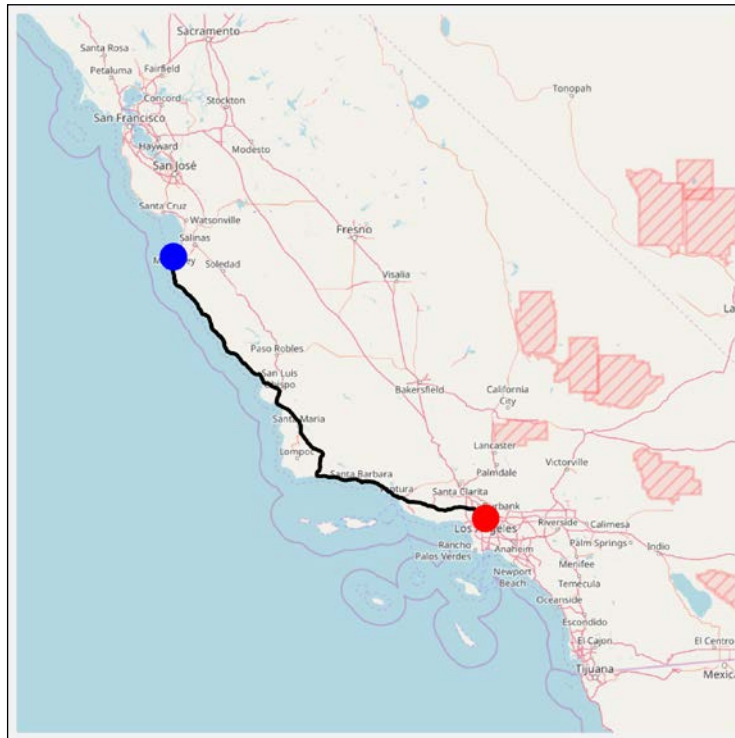 Sacramento
Santa Rosa
Petaluma
Fairfield
Concord
Stockton
San Francisco
Hayward
Modesto
San José
Tonopah
Santa Cruz
Watsonville
Salinas
Soledad
Fresno
Visalia
Paso Robles
San Luis
Obispo
Bakersfield
California
City
Santa Maria
Lompoc
Lancaster
Santa Barbara
Palmdale
Victorville
Santa Clarita
Riverside
Calimesa
Rancho
Palos Verdes
Anaheim
Palm Springs
Indio
Newport
Beach
Menifee
Temecula
Oceanside
Escondido
El Cajon
El Centro
Tijuana